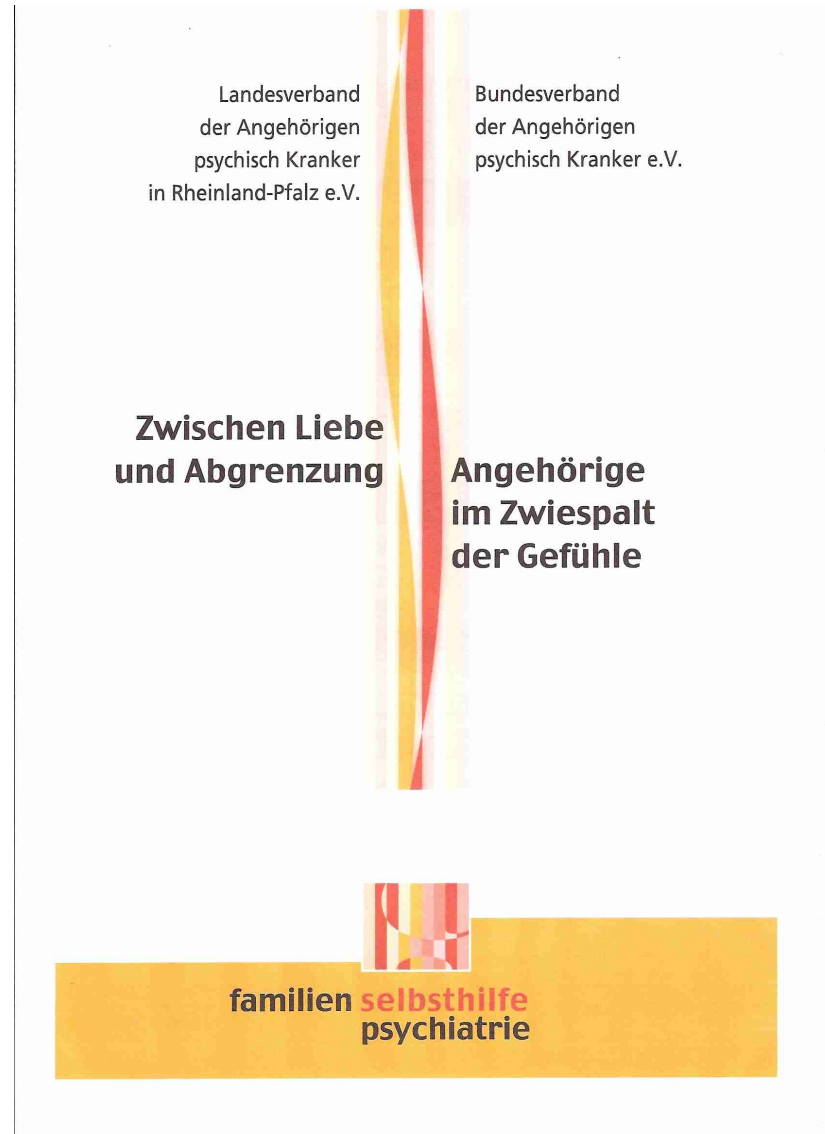 Landesverband
der Angehörigen
psychisch Kranker
in Rheinland-Pfalz e.V.
Bundesverband
der Angehörigen
psychisch Kranker e.V.
Zwischen Liebe
und Abgrenzung
Angehörige
im Zwiespalt
der Gefühle
familien selbsthilfe
psychiatrie